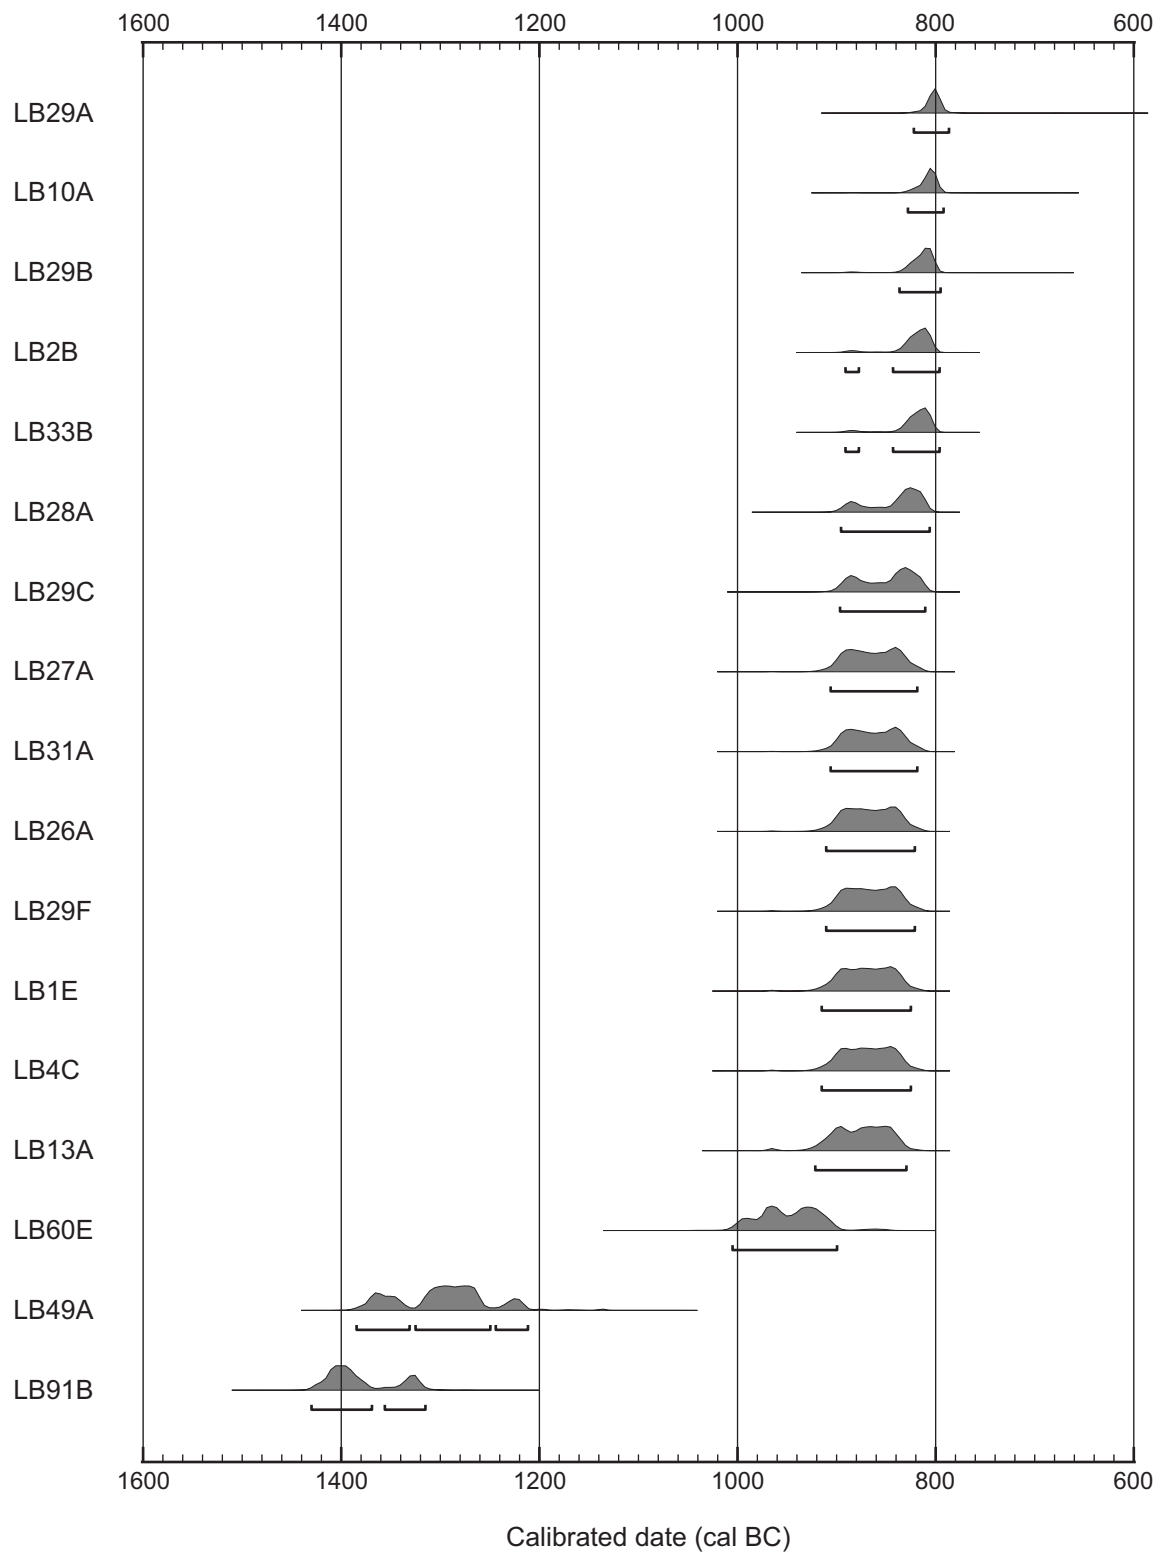 1600 1400 1200 1000 800 600
LB29A
LB10A
LB29B
LB2B
LB33B
LB28A
LB29C
LB27A
LB31A
LB26A
LB29F
LB1E
LB4C
LB13A
LB60E
LB49A
LB91B
1600 1400 1200 1000 800 600
Calibrated date (cal BC)